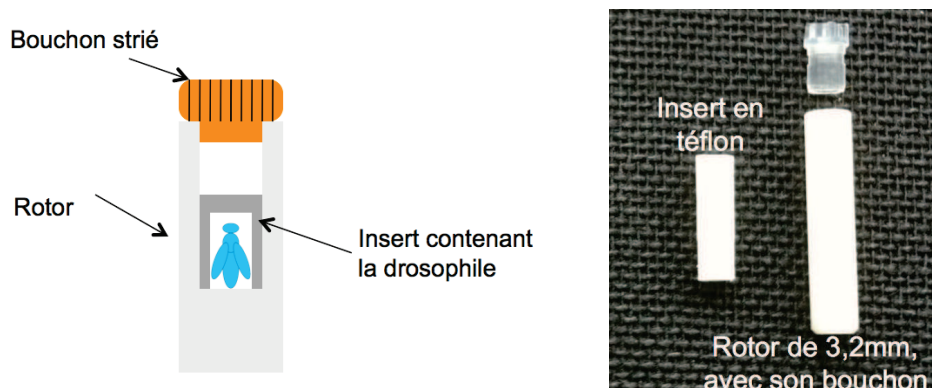 Bouchon strié
Rotor
Insert contenant
la drosophile
Insert en
téflon
Rotor de 3,2mm,
avec son bouchon